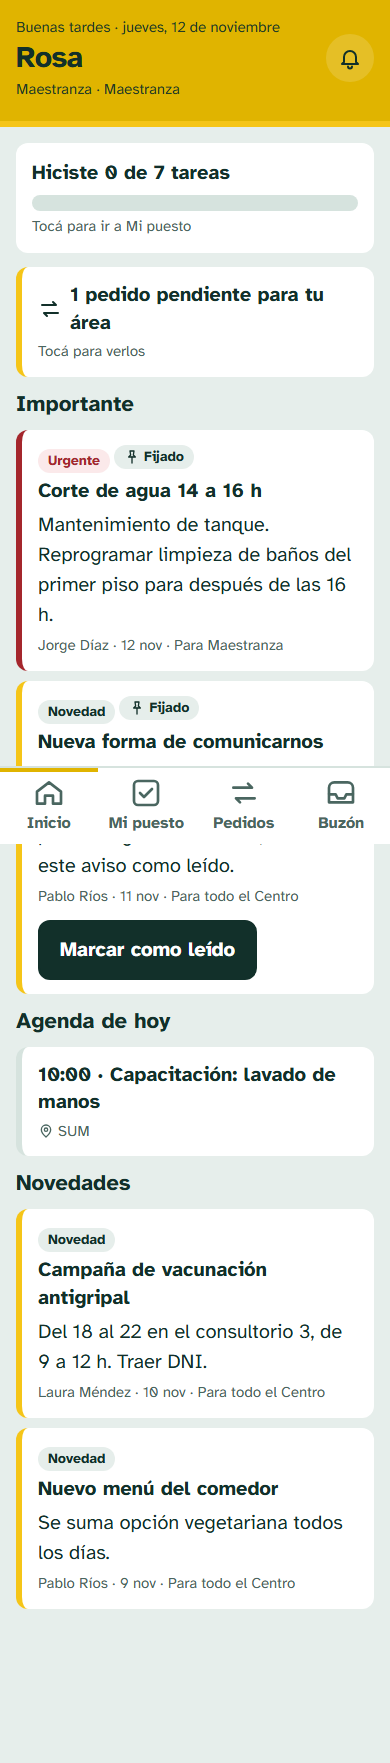 Buenas tardes · jueves, 12 de noviembre
Rosa
Maestranza · Maestranza
Hiciste 0 de 7 tareas
Tocá para ir a Mi puesto
1 pedido pendiente para tu
área
Tocá para verlos
Importante
Urgente
Fijado
Corte de agua 14 a 16 h
Mantenimiento de tanque.
Reprogramar limpieza de baños del
primer piso para después de las 16
h.
Jorge Díaz · 12 nov · Para Maestranza
Novedad
Fijado
Nueva forma de comunicarnos
Inicio
Mi puesto
Pedidos
Buzón
este aviso como leído.
Pablo Ríos · 11 nov · Para todo el Centro
Marcar como leído
Agenda de hoy
10:00 · Capacitación: lavado de
manos
SUM
Novedades
Novedad
Campaña de vacunación
antigripal
Del 18 al 22 en el consultorio 3, de
9 a 12 h. Traer DNI.
Laura Méndez · 10 nov · Para todo el Centro
Novedad
Nuevo menú del comedor
Se suma opción vegetariana todos
los días.
Pablo Ríos · 9 nov · Para todo el Centro